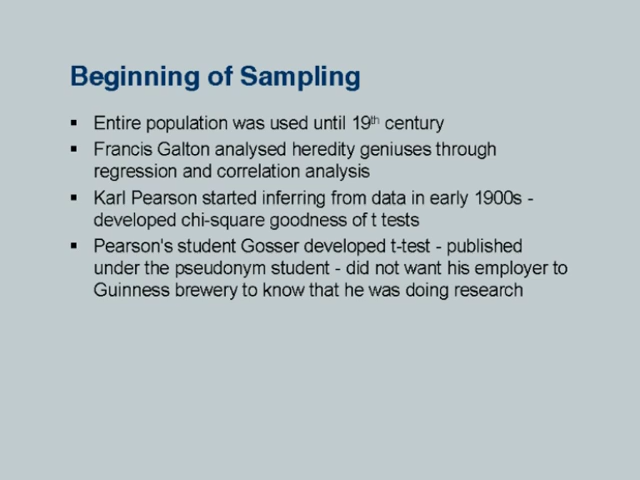 Beginning of Sampling
▪ Entire population was used until 19th century
▪ Francis Galton analysed heredity geniuses through
regression and correlation analysis
▪ Karl Pearson started inferring from data in early 1900s -
developed chi-square goodness of t tests
▪ Pearson's student Gosser developed t-test - published
under the pseudonym student - did not want his employer to
Guinness brewery to know that he was doing research